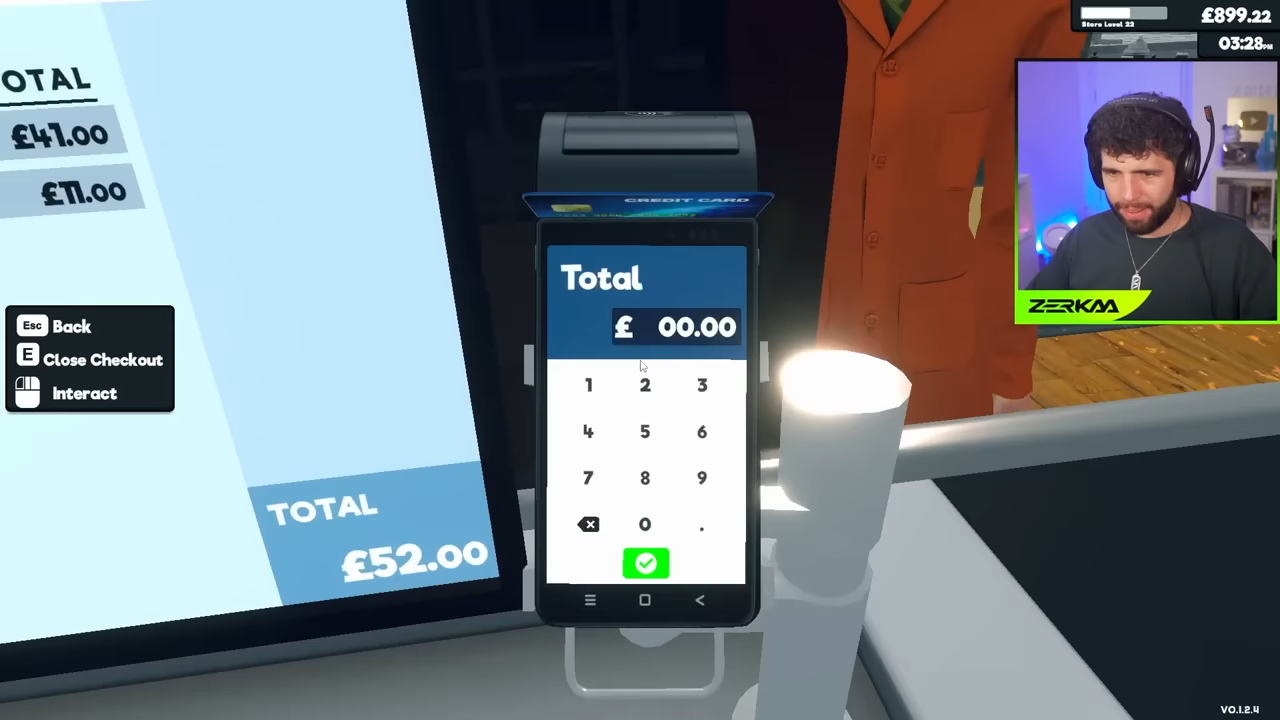 OTAL
£41.00
£11.00
Esc Back
E Close Checkout
Interact
TOTAL
£52.00
CREDIT CARD
Total
£ 00.00
1 2 3
4 5 6
7 8 9
0 .
Store Level 22
£899.22
03:28PM
ZERKAA
V0.1.2.4